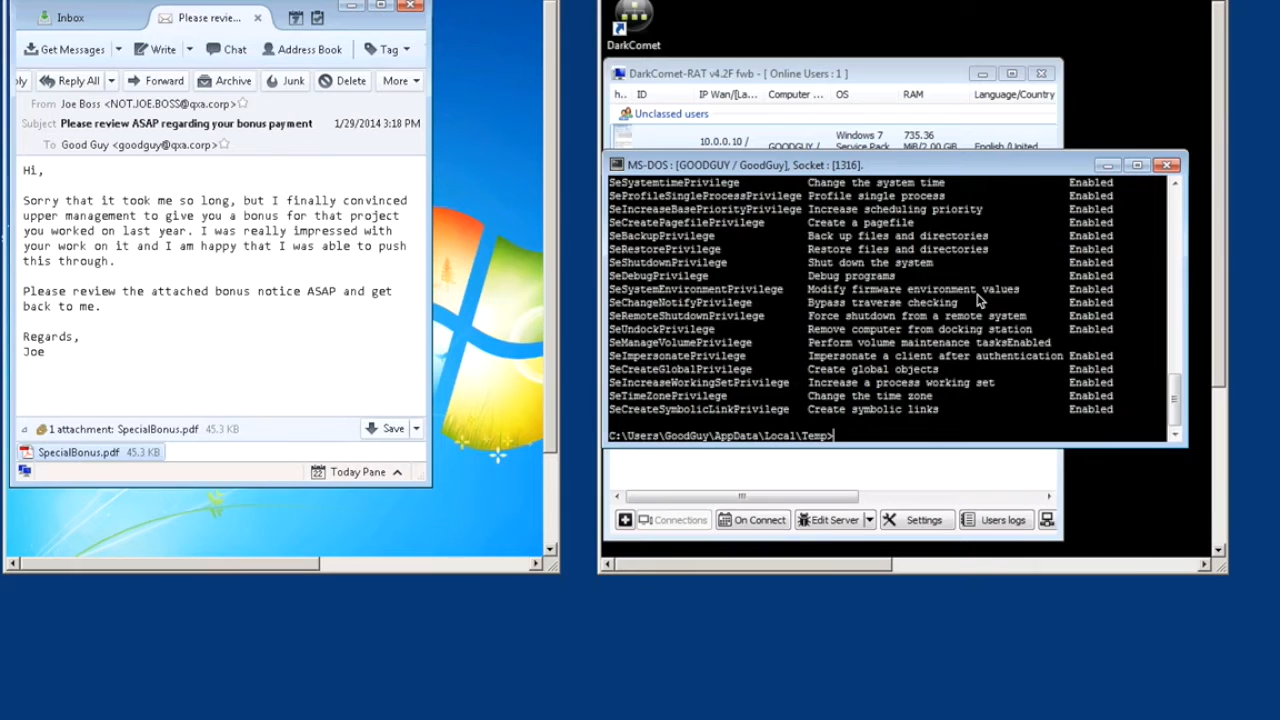 Inbox
Please revie...
Get Messages
Write
Chat
Address Book
Tag
ply
Reply All
Forward
Archive
Junk
Delete
More
From Joe Boss <NOT.JOE.BOSS@qxa.corp>
Subject Please review ASAP regarding your bonus payment 1/29/2014 3:18 PM
To Good Guy <goodguy@qxa.corp>
Hi,
Sorry that it took me so long, but I finally convinced
upper management to give you a bonus for that project
you worked on last year. I was really impressed with
your work on it and I am happy that I was able to push
this through.
Please review the attached bonus notice ASAP and get
back to me.
Regards,
Joe
1 attachment: SpecialBonus.pdf 45.3 KB
Save
SpecialBonus.pdf 45.3 KB
22 Today Pane
DarkComet
DarkComet-RAT v4.2F fwb - [ Online Users : 1 ]
h.. ID IP Wan/[La... Computer ... OS RAM Language/Country
Unclassed users
10.0.0.10 / GOODGUY / Windows 7 Service Pack 735.36 MiB/2.00 GiB English (United
MS-DOS : [GOODGUY / GoodGuy], Socket : [1316].
SeSystemtimePrivilege Change the system time Enabled
SeProfileSingleProcessPrivilege Profile single process Enabled
SeIncreaseBasePriorityPrivilege Increase scheduling priority Enabled
SeCreatePagefilePrivilege Create a pagefile Enabled
SeBackupPrivilege Back up files and directories Enabled
SeRestorePrivilege Restore files and directories Enabled
SeShutdownPrivilege Shut down the system Enabled
SeDebugPrivilege Debug programs Enabled
SeSystemEnvironmentPrivilege Modify firmware environment values Enabled
SeChangeNotifyPrivilege Bypass traverse checking Enabled
SeRemoteShutdownPrivilege Force shutdown from a remote system Enabled
SeUndockPrivilege Remove computer from docking station Enabled
SeManageVolumePrivilege Perform volume maintenance tasksEnabled
SeImpersonatePrivilege Impersonate a client after authentication Enabled
SeCreateGlobalPrivilege Create global objects Enabled
SeIncreaseWorkingSetPrivilege Increase a process working set Enabled
SeTimeZonePrivilege Change the time zone Enabled
SeCreateSymbolicLinkPrivilege Create symbolic links Enabled
C:\Users\GoodGuy\AppData\Local\Temp>
Connections
On Connect
Edit Server
Settings
Users logs